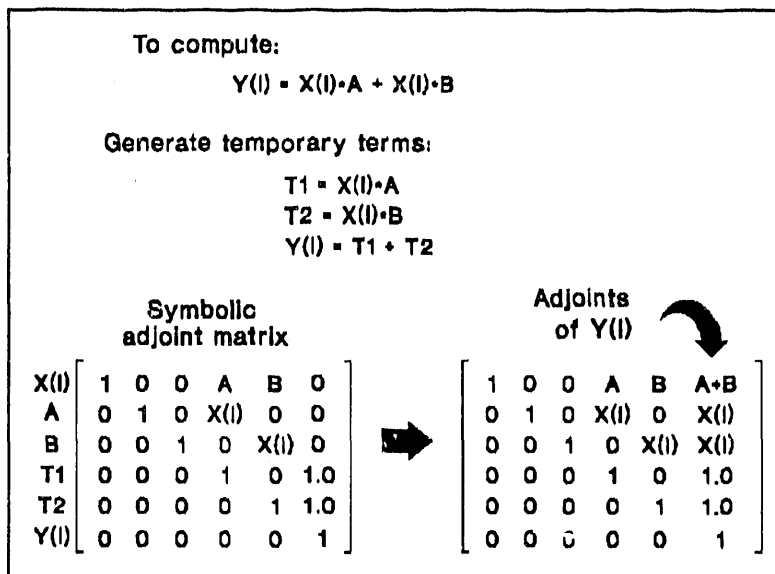 To compute:
Y(I) = X(I)*A + X(I)*B
Generate temporary terms:
T1 = X(I)*A
T2 = X(I)*B
Y(I) = T1 + T2
Symbolic
adjoint matrix
X(I) 1 0 0 A B 0
A 0 1 0 X(I) 0 0
B 0 0 1 0 X(I) 0
T1 0 0 0 1 0 1.0
T2 0 0 0 0 1 1.0
Y(I) 0 0 0 0 0 1
Adjoints
of Y(I)
1 0 0 A B A+B
0 1 0 X(I) 0 X(I)
0 0 1 0 X(I) X(I)
0 0 0 1 0 1.0
0 0 0 0 1 1.0
0 0 0 0 0 1